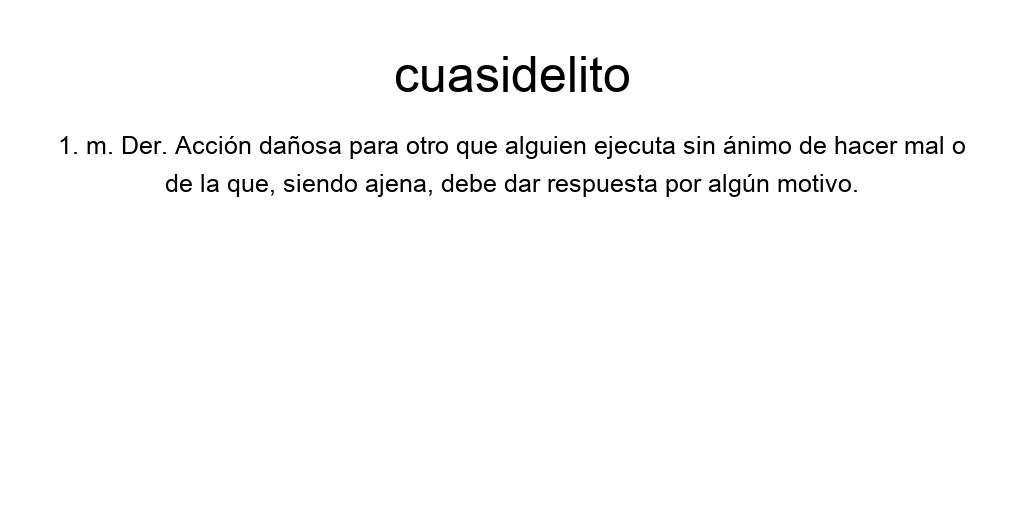 cuasidelito
1. m. Der. Acción dañosa para otro que alguien ejecuta sin ánimo de hacer mal o
de la que, siendo ajena, debe dar respuesta por algún motivo.